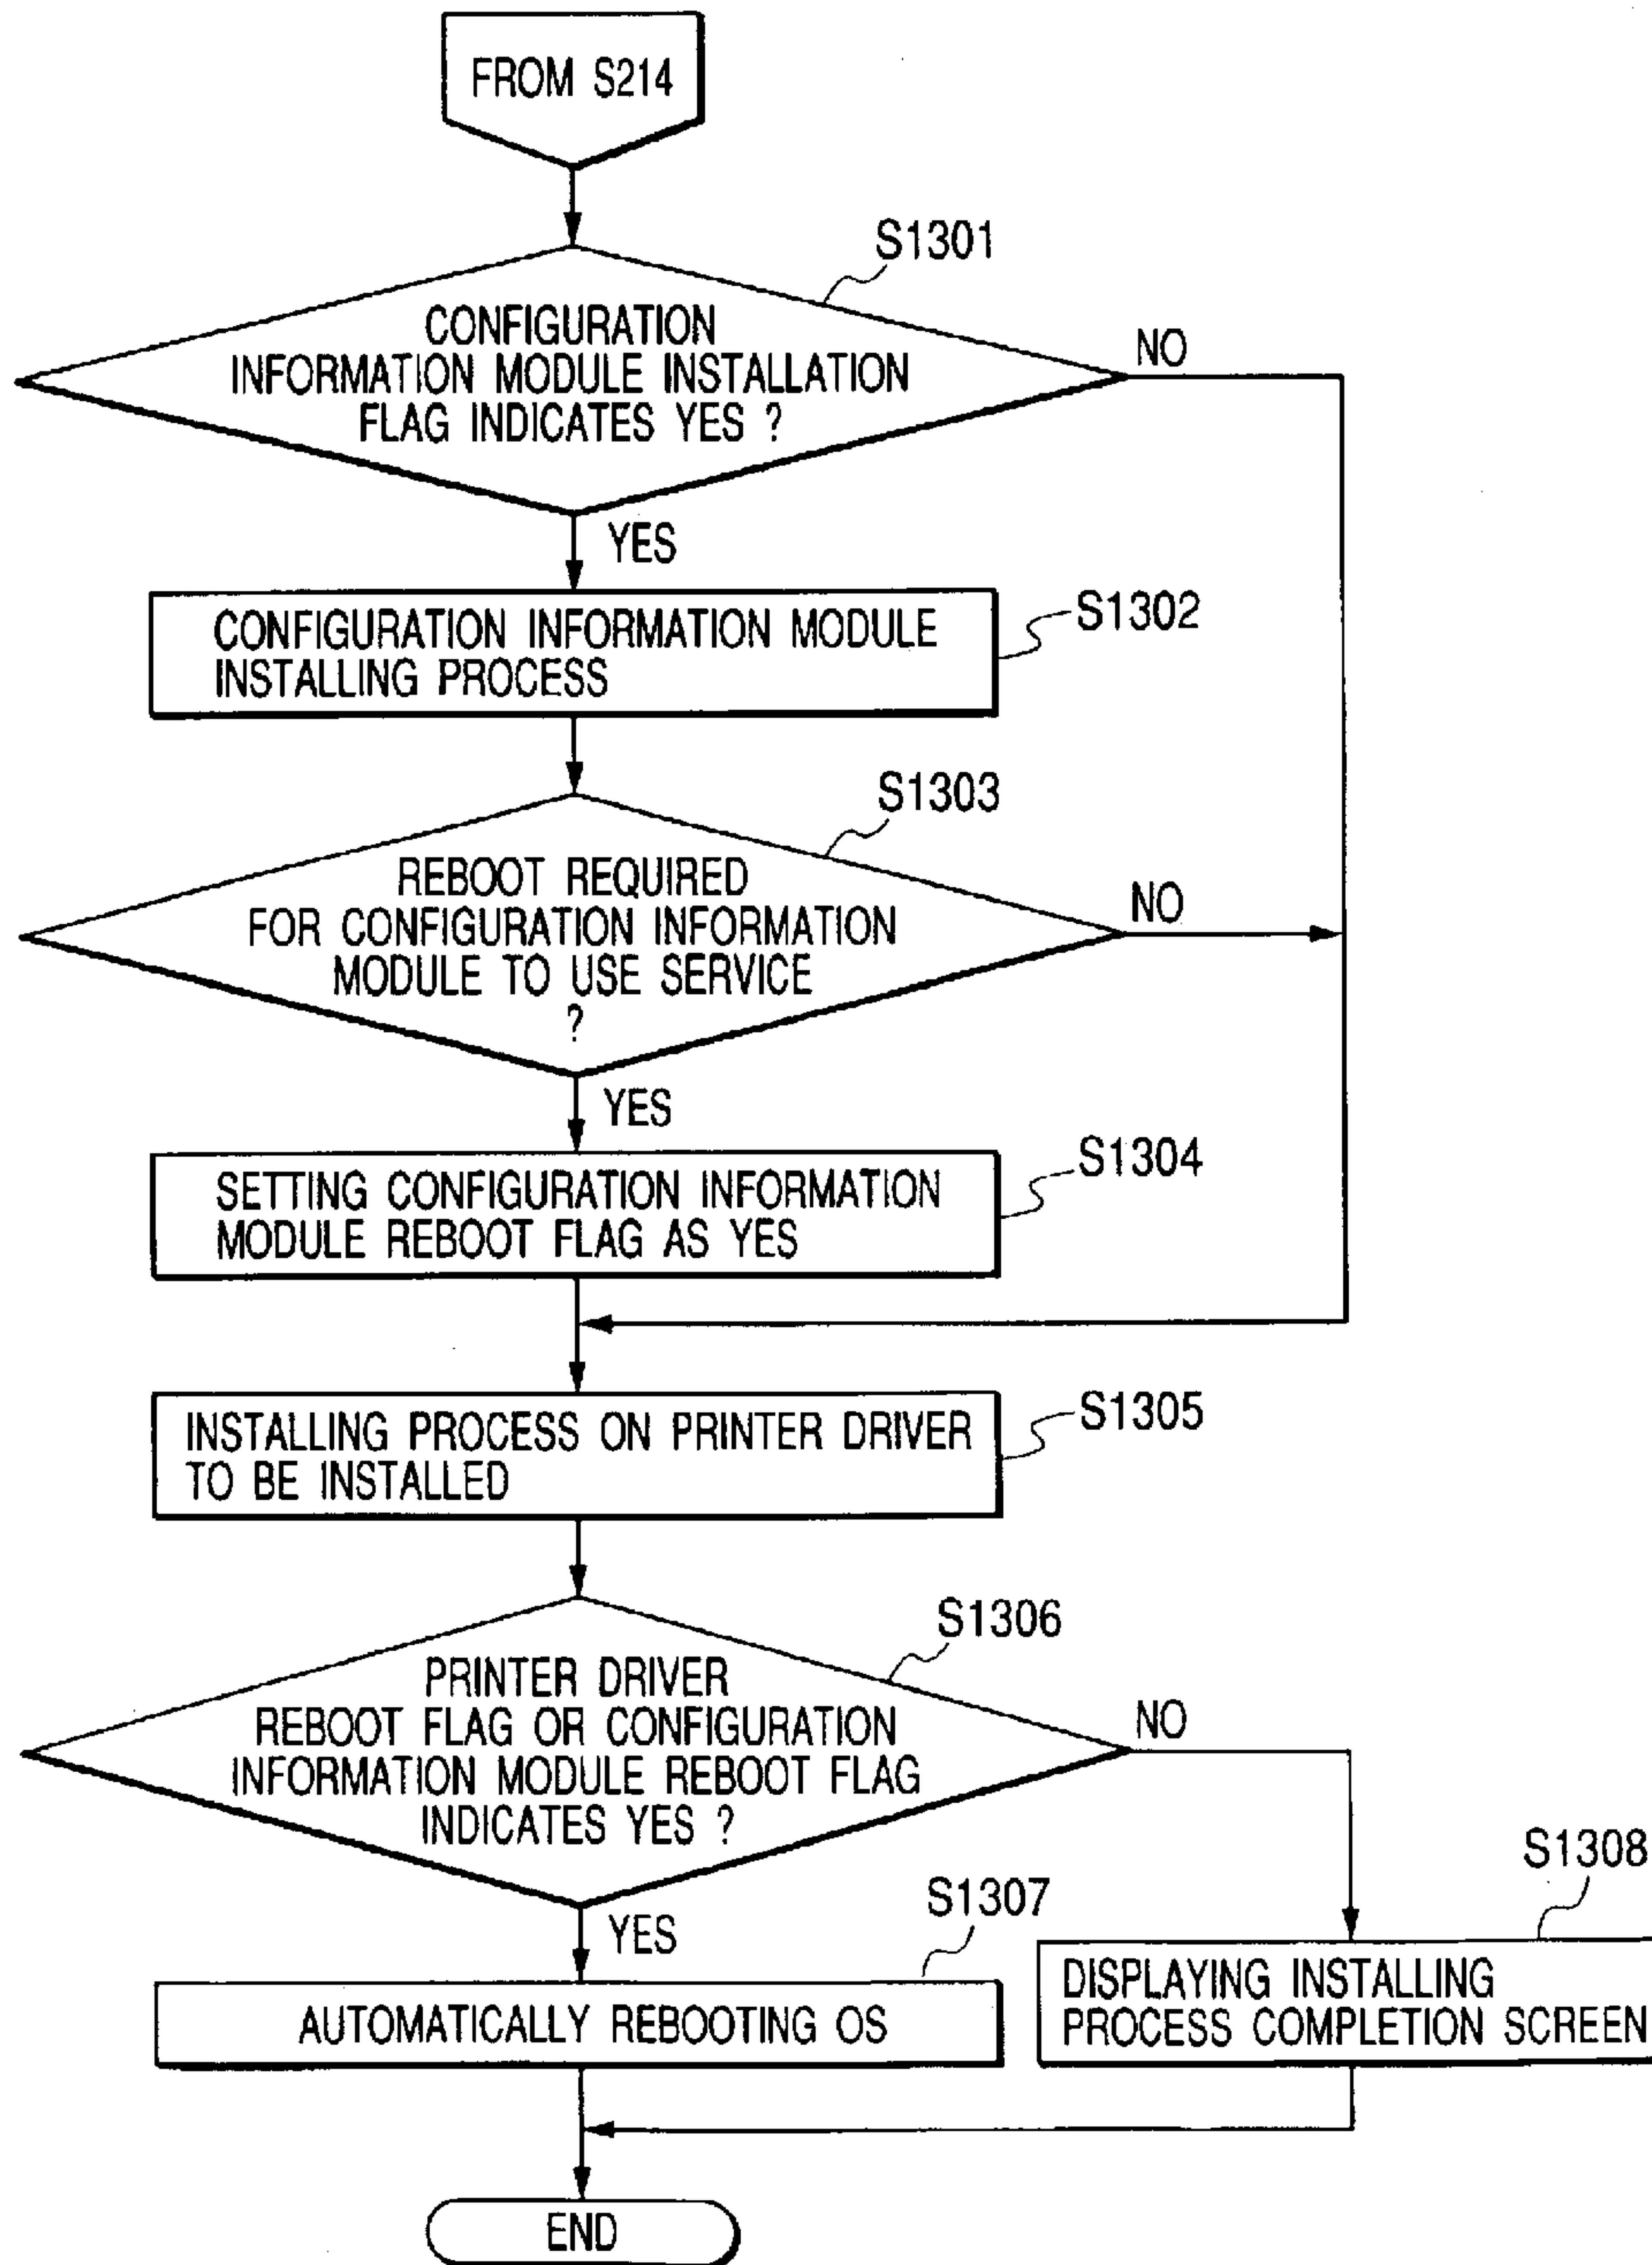 FROM S214
S1301
CONFIGURATION
INFORMATION MODULE INSTALLATION
FLAG INDICATES YES ?
NO
YES
CONFIGURATION INFORMATION MODULE
INSTALLING PROCESS
S1302
S1303
REBOOT REQUIRED
FOR CONFIGURATION INFORMATION
MODULE TO USE SERVICE
?
NO
YES
SETTING CONFIGURATION INFORMATION
MODULE REBOOT FLAG AS YES
S1304
INSTALLING PROCESS ON PRINTER DRIVER
TO BE INSTALLED
S1305
S1306
PRINTER DRIVER
REBOOT FLAG OR CONFIGURATION
INFORMATION MODULE REBOOT FLAG
INDICATES YES ?
NO
YES
S1307
AUTOMATICALLY REBOOTING OS
S1308
DISPLAYING INSTALLING
PROCESS COMPLETION SCREEN
END